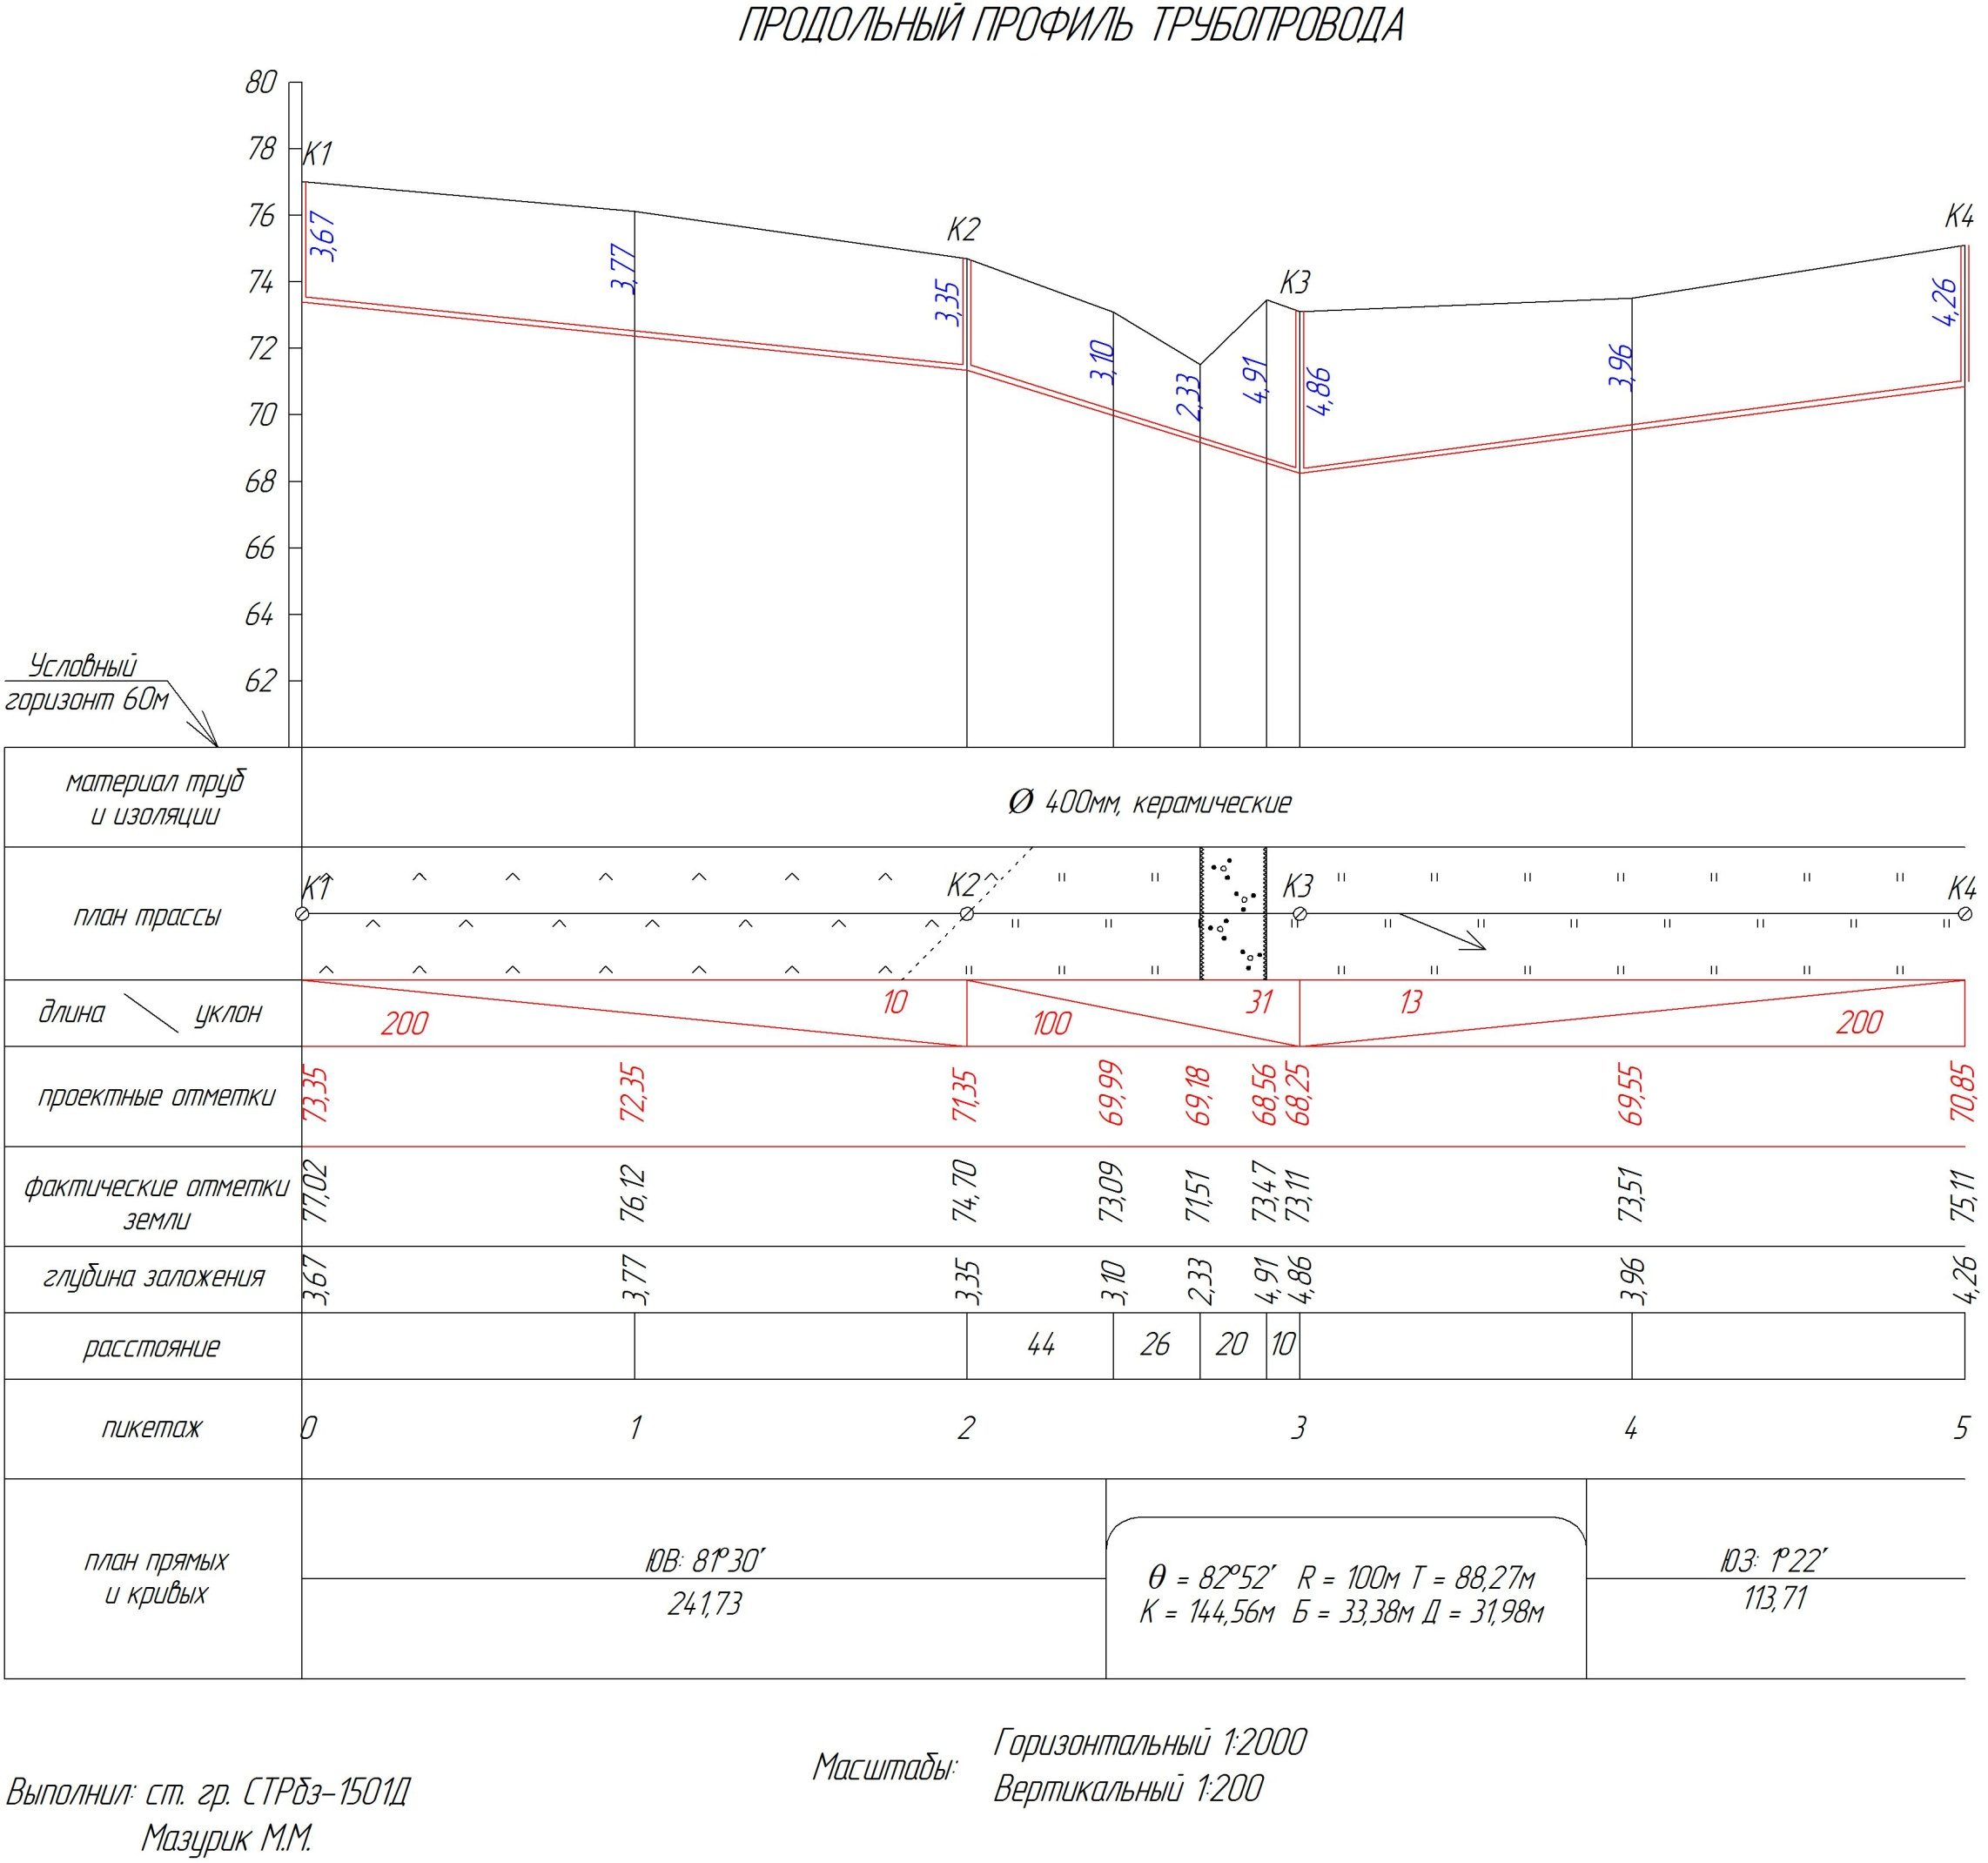 ПРОДОЛЬНЫЙ ПРОФИЛЬ ТРУБОПРОВОДА
80
78
76
74
72
70
68
66
64
62
К1
К2
К3
К4
3,67
3,77
3,35
3,10
2,33
4,91
4,86
3,96
4,26
Условный
горизонт 60м
материал труб
и изоляции
Ø 400мм, керамические
план трассы
К1
К2
К3
К4
длина уклон
200 10 100 31 13 200
проектные отметки
73,35 72,35 71,35 69,99 69,18 68,56 68,25 69,55 70,85
фактические отметки
земли
77,02 76,12 74,70 73,09 71,51 73,47 73,11 73,51 75,11
глубина заложения
3,67 3,77 3,35 3,10 2,33 4,91 4,86 3,96 4,26
расстояние
44 26 20 10
пикетаж
0 1 2 3 4 5
план прямых
и кривых
ЮВ: 81°30'
241,73
θ = 82°52' R = 100м Т = 88,27м
К = 144,56м Б = 33,38м Д = 31,98м
ЮЗ: 1°22'
113,71
Масштабы:
Горизонтальный 1:2000
Вертикальный 1:200
Выполнил: ст. гр. СТРбз-1501Д
Мазурик М.М.